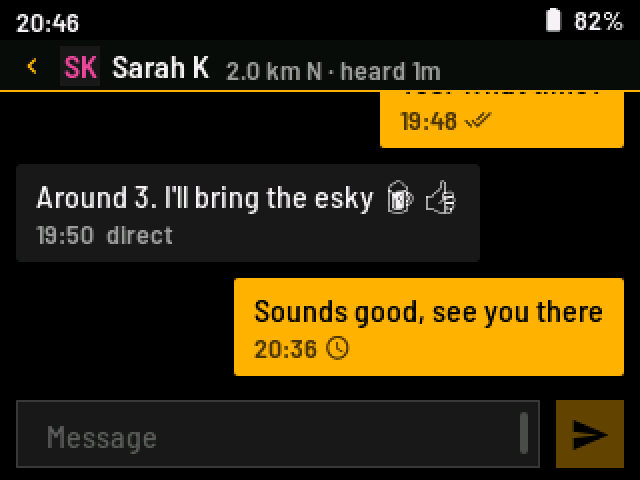 20:46 82%
SK Sarah K 2.0 km N · heard 1m
19:48
Around 3. I'll bring the esky 🍺 👍
19:50 direct
Sounds good, see you there
20:36
Message